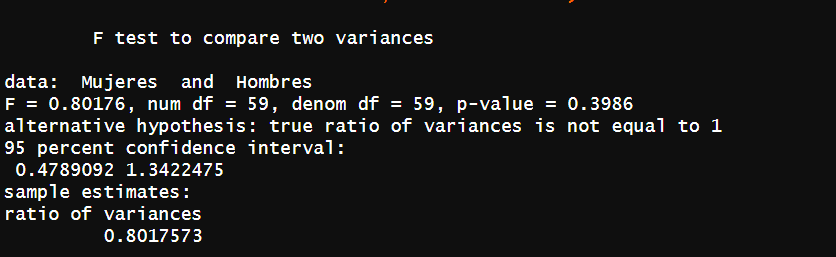 F test to compare two variances
data:  Mujeres  and  Hombres
F = 0.80176, num df = 59, denom df = 59, p-value = 0.3986
alternative hypothesis: true ratio of variances is not equal to 1
95 percent confidence interval:
0.4789092 1.3422475
sample estimates:
ratio of variances
0.8017573